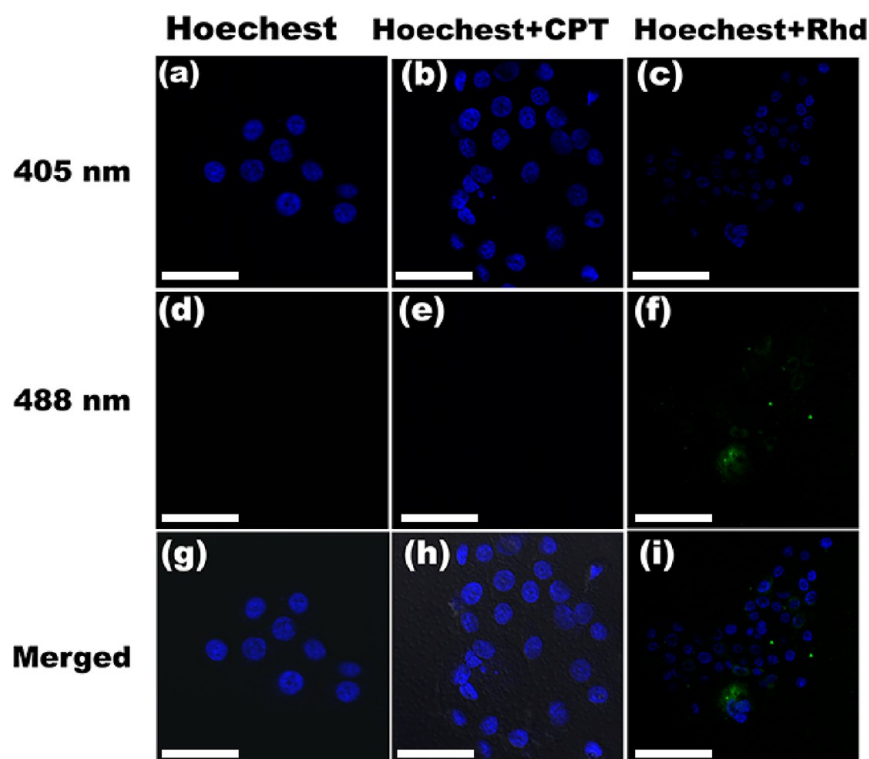 Hoechest Hoechest+CPT Hoechest+Rhd
(a) (b) (c)
405 nm
(d) (e) (f)
488 nm
(g) (h) (i)
Merged